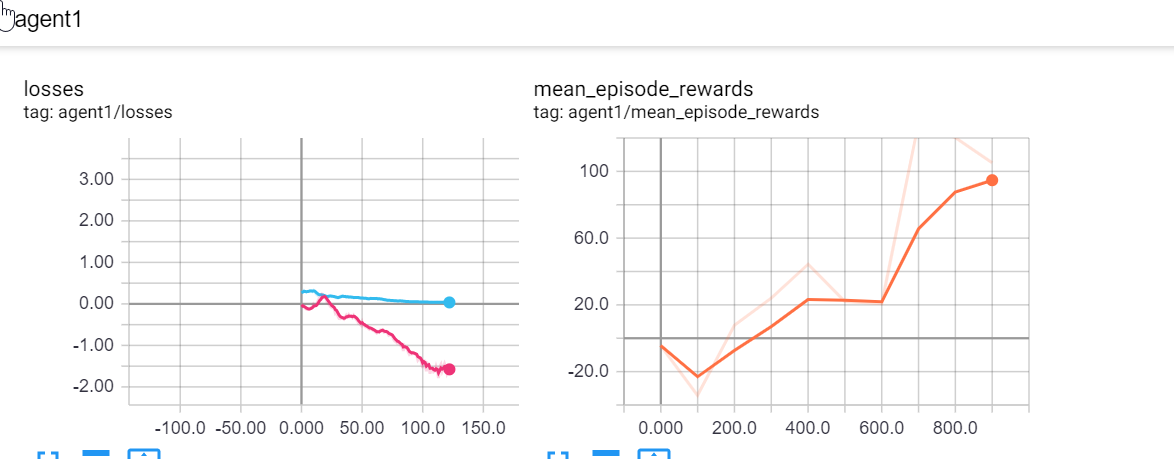 agent1
losses
tag: agent1/losses
3.00
2.00
1.00
0.00
-1.00
-2.00
-100.0 -50.00 0.000 50.00 100.0 150.0
mean_episode_rewards
tag: agent1/mean_episode_rewards
100
60.0
20.0
-20.0
0.000 200.0 400.0 600.0 800.0